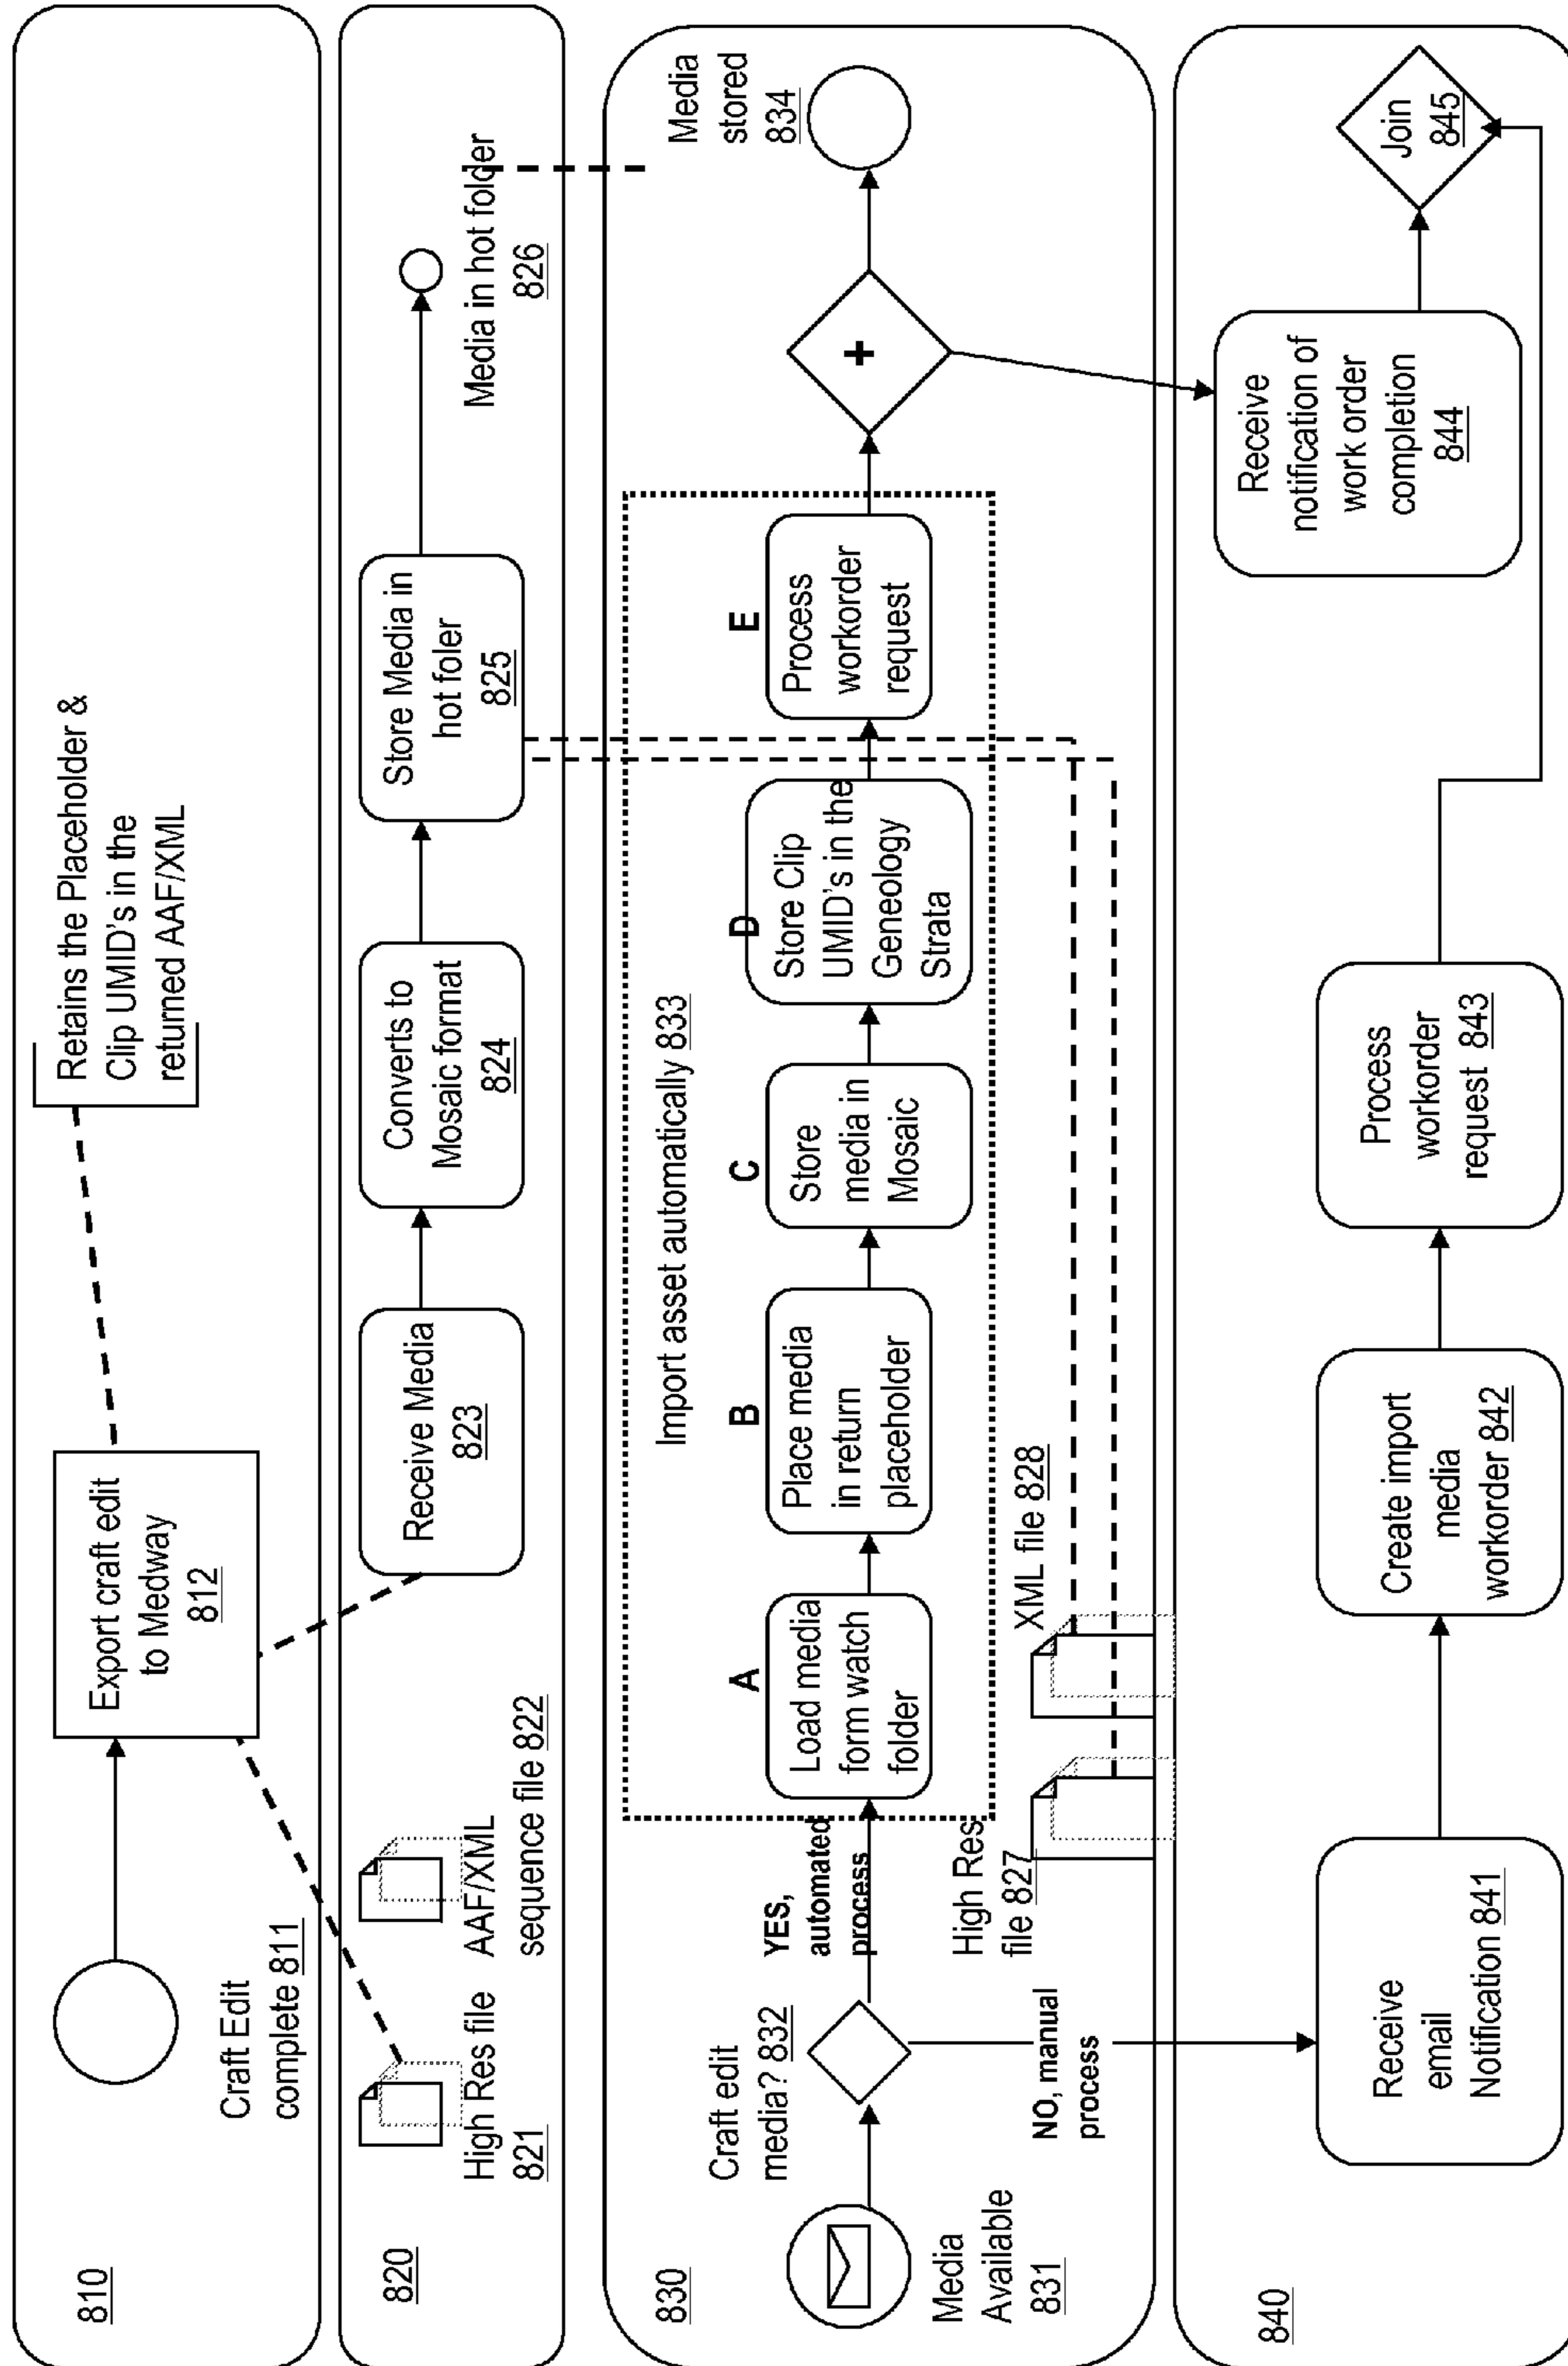 810
Craft Edit
complete 811
Export craft edit
to Medway
812
Retains the Placeholder &
Clip UMID's in the
returned AAF/XML
820
High Res file
821
AAF/XML
sequence file 822
Receive Media
823
Converts to
Mosaic format
824
Store Media in
hot foler
825
Media in hot folder
826
830
Media
Available
831
Craft edit
media? 832
YES,
automated
process
NO, manual
process
Import asset automatically 833
A
Load media
form watch
folder
B
Place media
in return
placeholder
C
Store
media in
Mosaic
D
Store Clip
UMID's in the
Geneology
Strata
E
Process
workorder
request
+
Media
stored
834
High Res
file 827
XML file 828
840
Receive
email
Notification 841
Create import
media
workorder 842
Process
workorder
request 843
Receive
notification of
work order
completion
844
Join
845